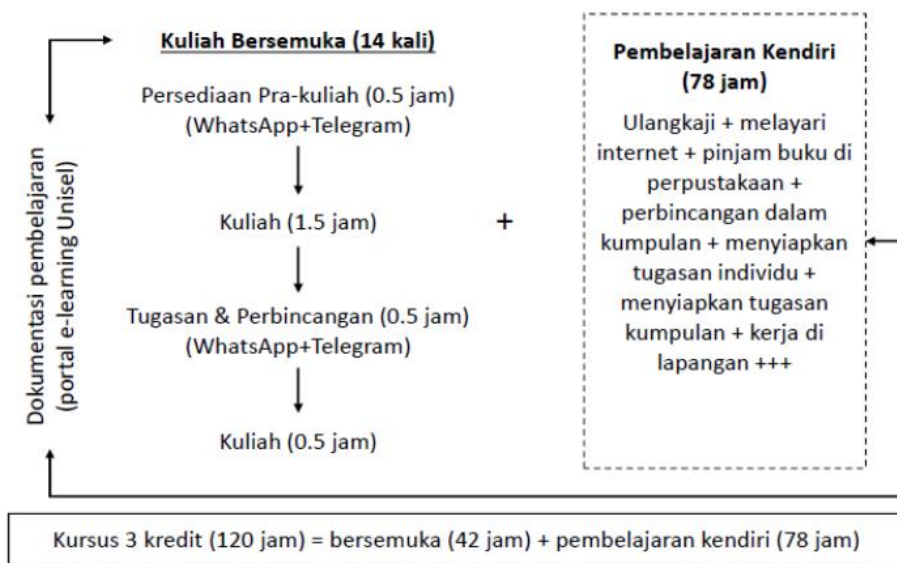 Kuliah Bersemuka (14 kali)
Persediaan Pra-kuliah (0.5 jam)
(WhatsApp+Telegram)
Kuliah (1.5 jam)
Tugasan & Perbincangan (0.5 jam)
(WhatsApp+Telegram)
Kuliah (0.5 jam)
Dokumentasi pembelajaran
(portal e-learning Unisel)
+
Pembelajaran Kendiri
(78 jam)
Ulangkaji + melayari
internet + pinjam buku di
perpustakaan +
perbincangan dalam
kumpulan + menyiapkan
tugasan individu +
menyiapkan tugasan
kumpulan + kerja di
lapangan +++
Kursus 3 kredit (120 jam) = bersemuka (42 jam) + pembelajaran kendiri (78 jam)